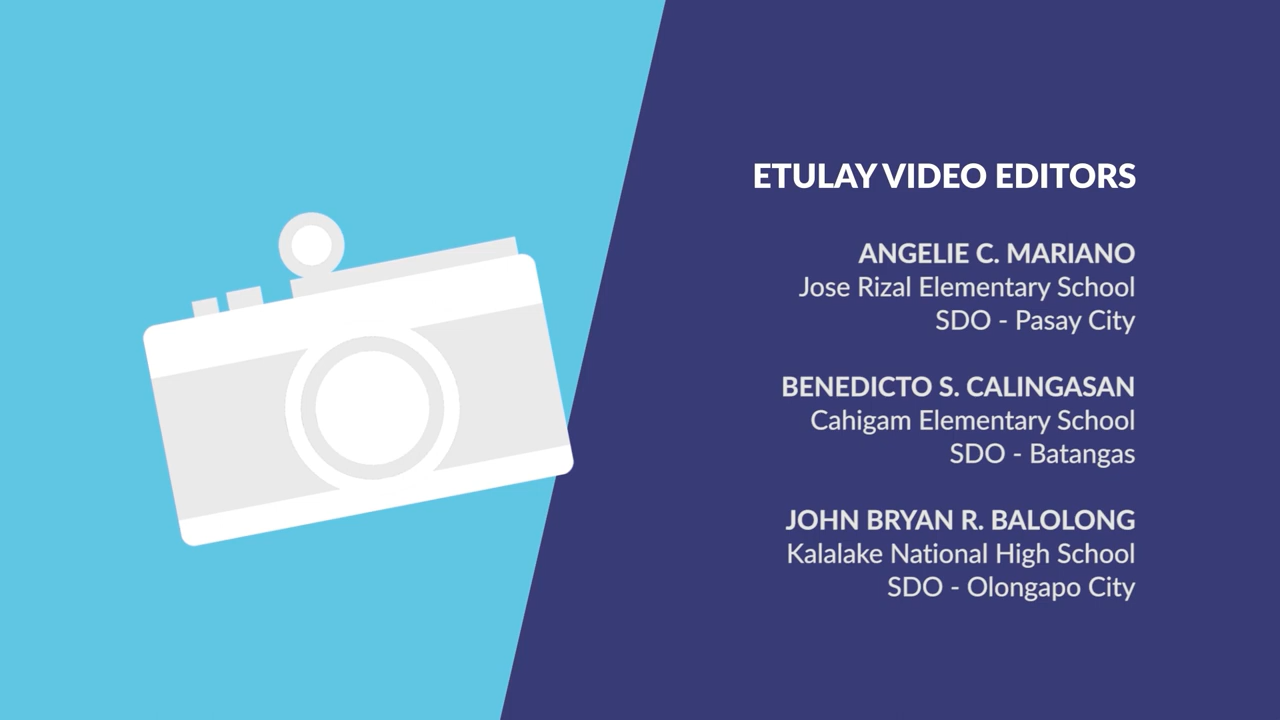 ETULAY VIDEO EDITORS
ANGELIE C. MARIANO
Jose Rizal Elementary School
SDO - Pasay City
BENEDICTO S. CALINGASAN
Cahigam Elementary School
SDO - Batangas
JOHN BRYAN R. BALOLONG
Kalalake National High School
SDO - Olongapo City